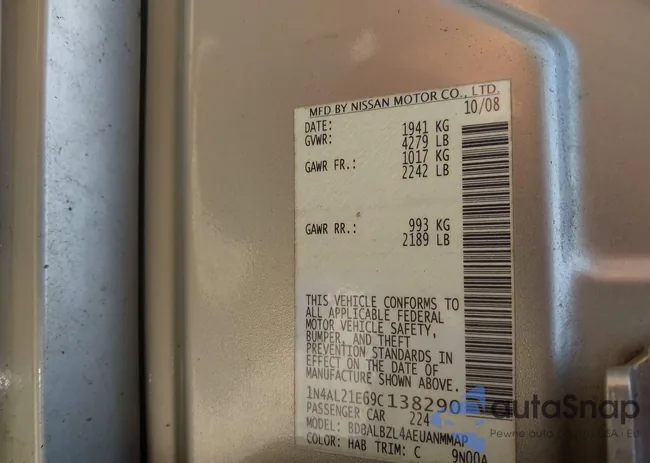 MFD BY NISSAN MOTOR CO., LTD.
DATE: 10/08
GVWR: 1941 KG
4279 LB
GAWR FR.: 1017 KG
2242 LB
GAWR RR.: 993 KG
2189 LB
THIS VEHICLE CONFORMS TO
ALL APPLICABLE FEDERAL
MOTOR VEHICLE SAFETY,
BUMPER, AND THEFT
PREVENTION STANDARDS IN
EFFECT ON THE DATE OF
MANUFACTURE SHOWN ABOVE.
1N4AL21E69C138290
PASSENGER CAR 224
MODEL: BDBALBZL4AEUANMMAP
COLOR: HAB TRIM: C 9N00A
autoSnap